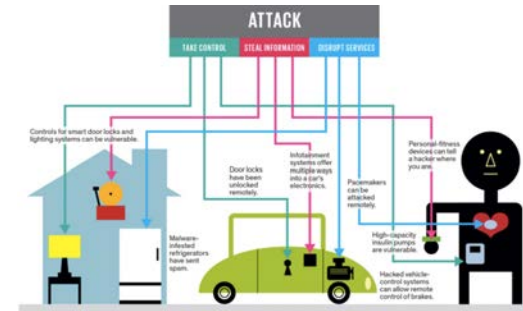 ATTACK
TAKE CONTROL
STEAL INFORMATION
DISRUPT SERVICES
Controls for smart door locks and
lighting systems can be vulnerable.
Door locks
have been
unlocked
remotely.
Infotainment
systems offer
multiple ways
into a car's
electronics.
Personal-fitness
devices can tell
a hacker where
you are.
Pacemakers
can be
attacked
remotely.
Malware-
infested
refrigerators
have sent
spam.
High-capacity
insulin pumps
are vulnerable.
Hacked vehicle-
control systems
can allow remote
control of brakes.